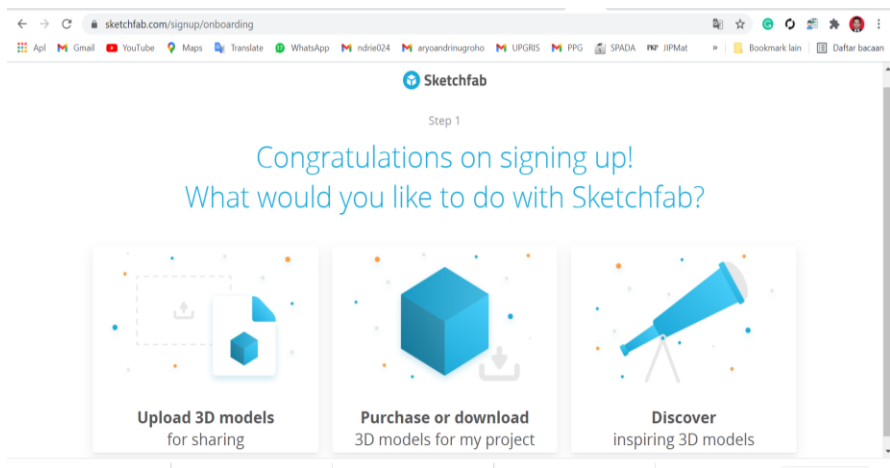 sketchfab.com/signup/onboarding
Apl Gmail YouTube Maps Translate WhatsApp ndrie024 aryoandrinugroho UPGRIS PPG SPADA PKP JIPMat » Bookmark lain Daftar bacaan
Sketchfab
Step 1
Congratulations on signing up!
What would you like to do with Sketchfab?
Upload 3D models
for sharing
Purchase or download
3D models for my project
Discover
inspiring 3D models